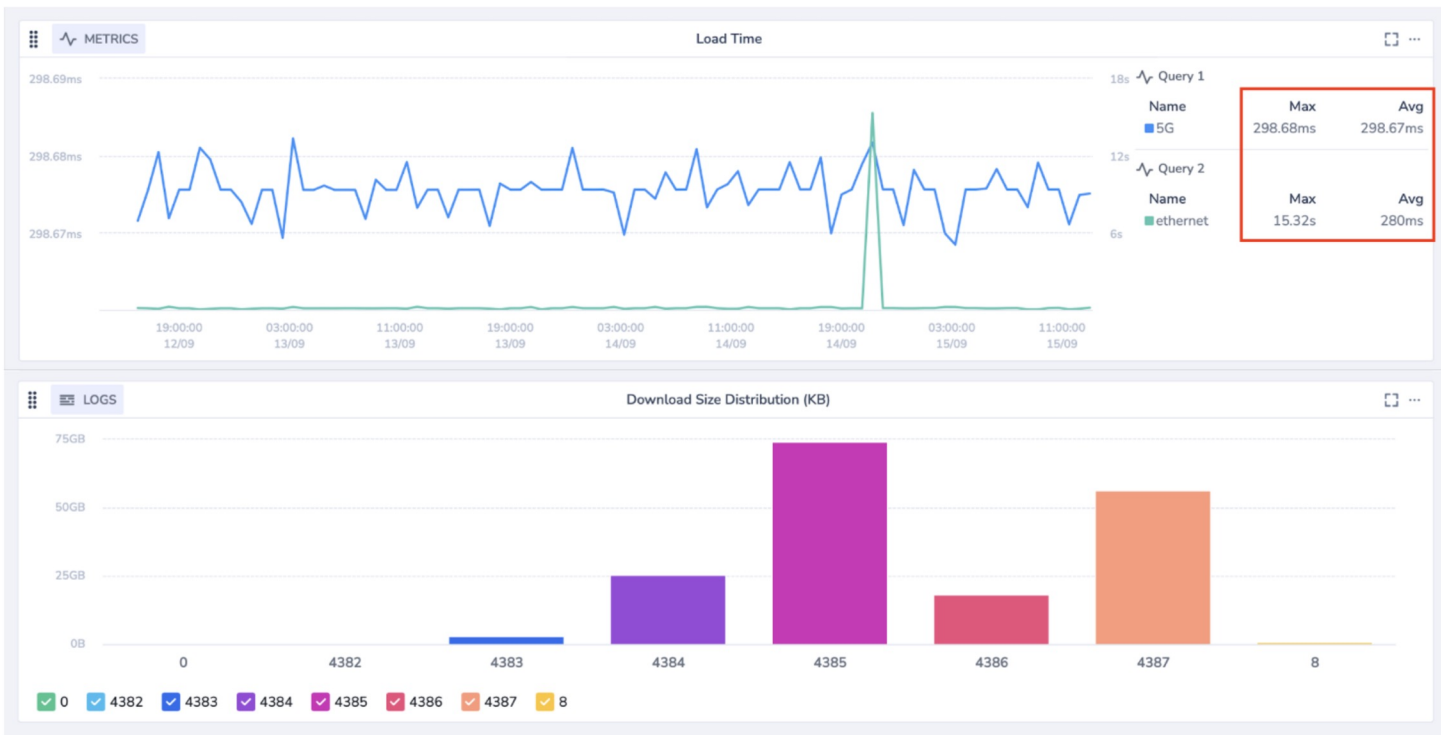 METRICS
Load Time
298.69ms
298.68ms
298.67ms
18s
12s
6s
19:00:00 03:00:00 11:00:00 19:00:00 03:00:00 11:00:00 19:00:00 03:00:00 11:00:00
12/09 13/09 13/09 13/09 14/09 14/09 14/09 15/09 15/09
Query 1
Name Max Avg
5G 298.68ms 298.67ms
Query 2
Name Max Avg
ethernet 15.32s 280ms
LOGS
Download Size Distribution (KB)
75GB
50GB
25GB
0B
0 4382 4383 4384 4385 4386 4387 8
0 4382 4383 4384 4385 4386 4387 8